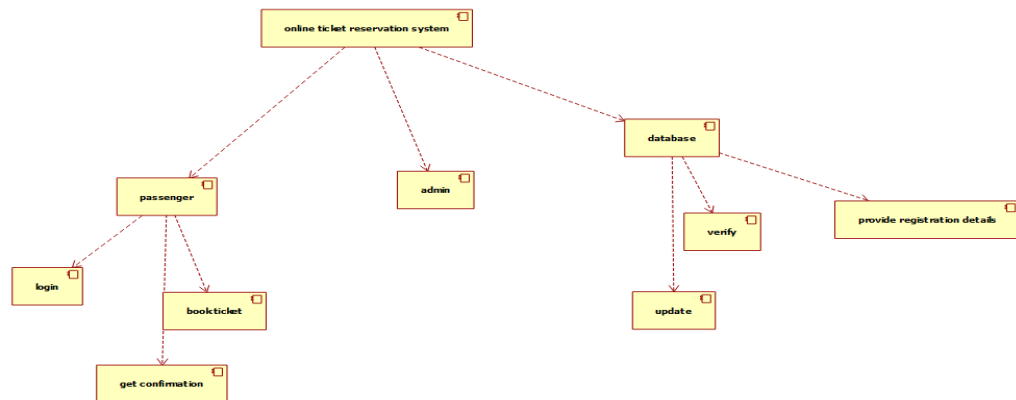 online ticket reservation system
database
passenger
admin
verify
provide registration details
login
bookticket
update
get confirmation